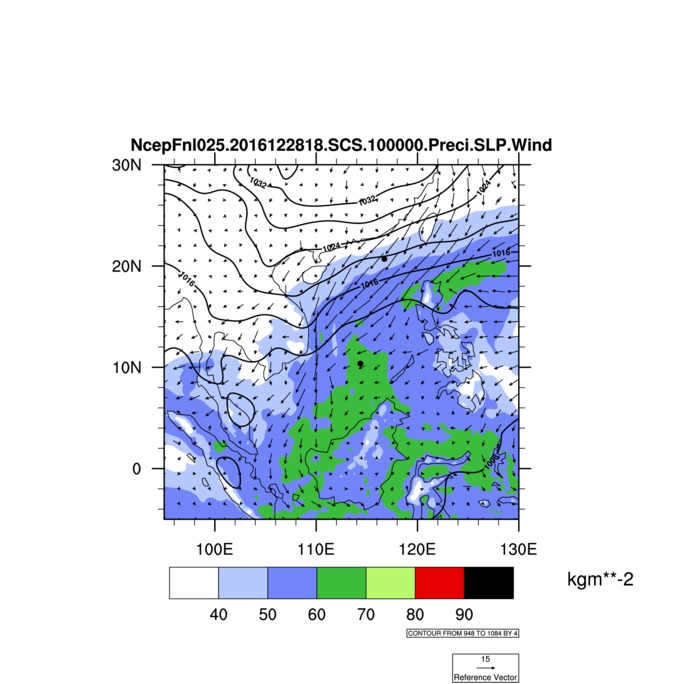 NcepFnl025.2016122818.SCS.100000.Preci.SLP.Wind
30N
1032
1032
1024
1024
20N
1016
1016
1016
10N
1008
0
100E 110E 120E 130E
kgm**-2
40 50 60 70 80 90
CONTOUR FROM 948 TO 1084 BY 4
15
Reference Vector